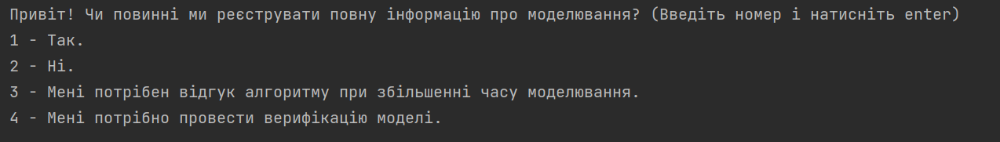 Привіт! Чи повинні ми реєструвати повну інформацію про моделювання? (Введіть номер і натисніть enter)
1 - Так.
2 - Ні.
3 - Мені потрібен відгук алгоритму при збільшенні часу моделювання.
4 - Мені потрібно провести верифікацію моделі.